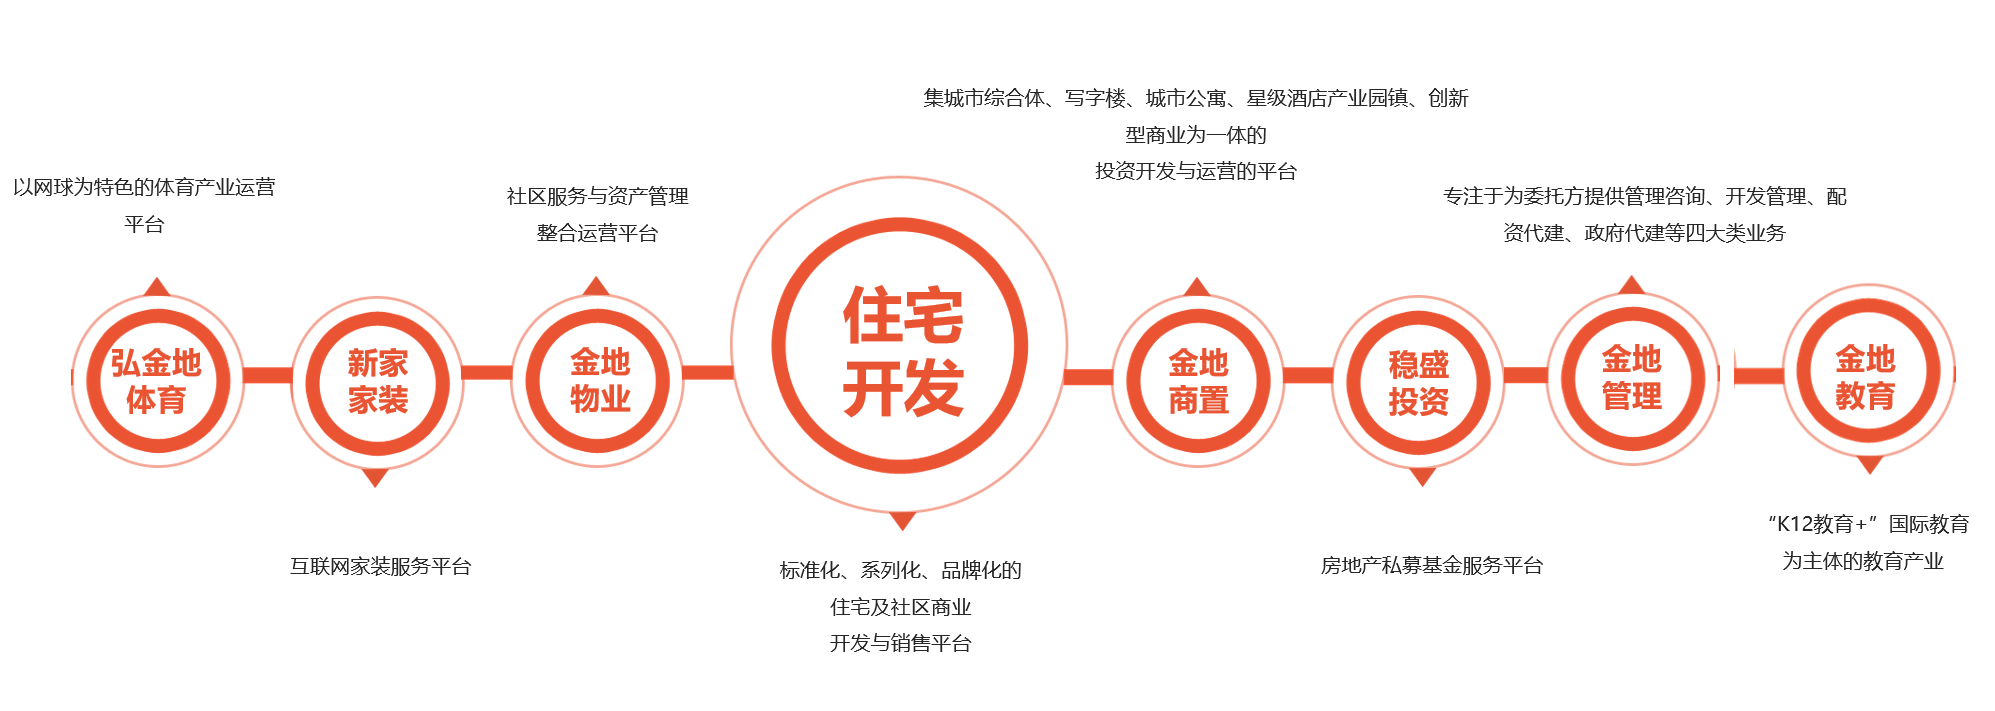 以网球为特色的体育产业运营
平台
弘金地
体育
新家
家装
互联网家装服务平台
社区服务与资产管理
整合运营平台
金地
物业
住宅
开发
标准化、系列化、品牌化的
住宅及社区商业
开发与销售平台
集城市综合体、写字楼、城市公寓、星级酒店产业园镇、创新
型商业为一体的
投资开发与运营的平台
金地
商置
稳盛
投资
房地产私募基金服务平台
专注于为委托方提供管理咨询、开发管理、配
资代建、政府代建等四大类业务
金地
管理
金地
教育
“K12教育+”国际教育
为主体的教育产业